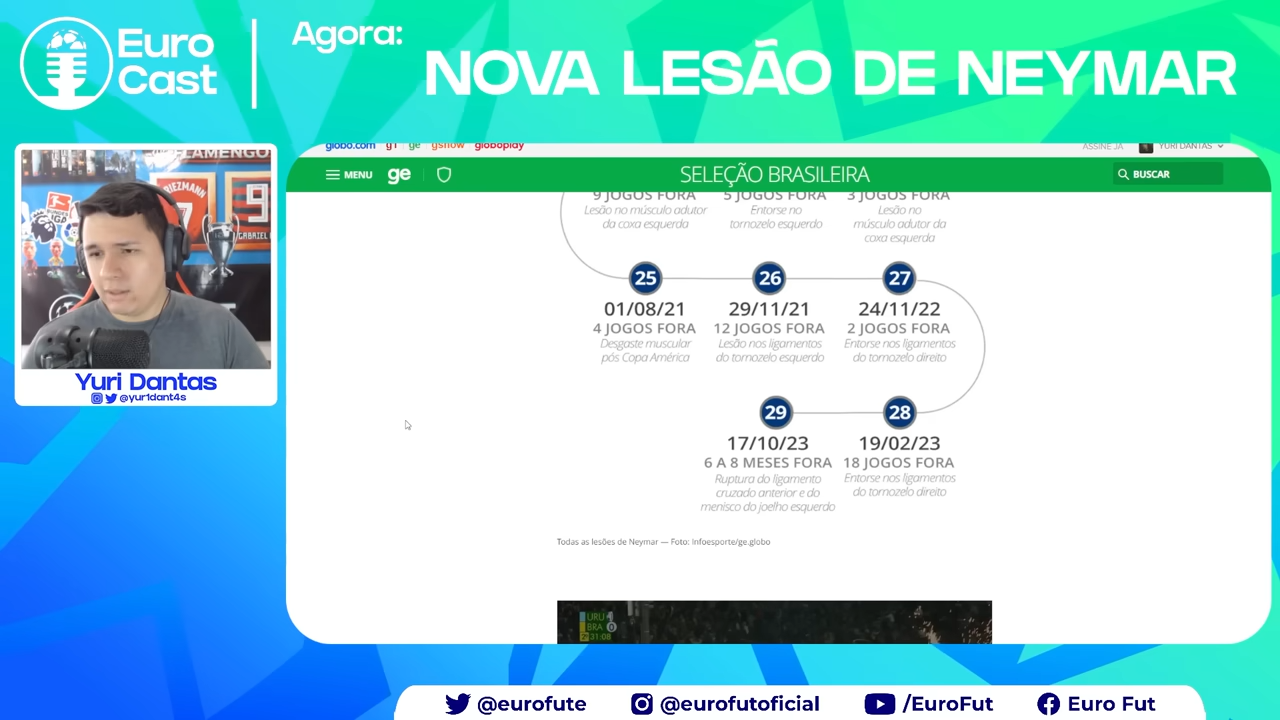 Euro
Cast
Agora:
NOVA LESÃO DE NEYMAR
globo.com g1 ge gshow globoplay
ASSINE JÁ
YURI DANTAS
MENU
ge
SELEÇÃO BRASILEIRA
BUSCAR
FLAMENGO
GRIEZMANN
GABRIEL
Yuri Dantas
@yur1dant4s
9 JOGOS FORA
Lesão no músculo adutor
da coxa esquerda
5 JOGOS FORA
Entorse no
tornozelo esquerdo
3 JOGOS FORA
Lesão no
músculo adutor da
coxa esquerda
25
01/08/21
4 JOGOS FORA
Desgaste muscular
pós Copa América
26
29/11/21
12 JOGOS FORA
Lesão nos ligamentos
do tornozelo esquerdo
27
24/11/22
2 JOGOS FORA
Entorse nos ligamentos
do tornozelo direito
29
17/10/23
6 A 8 MESES FORA
Ruptura do ligamento
cruzado anterior e do
menisco do joelho esquerdo
28
19/02/23
18 JOGOS FORA
Entorse nos ligamentos
do tornozelo direito
Todas as lesões de Neymar — Foto: Infoesporte/ge.globo
URU
BRA 0
2º 31:08
@eurofute
@eurofutoficial
/EuroFut
Euro Fut